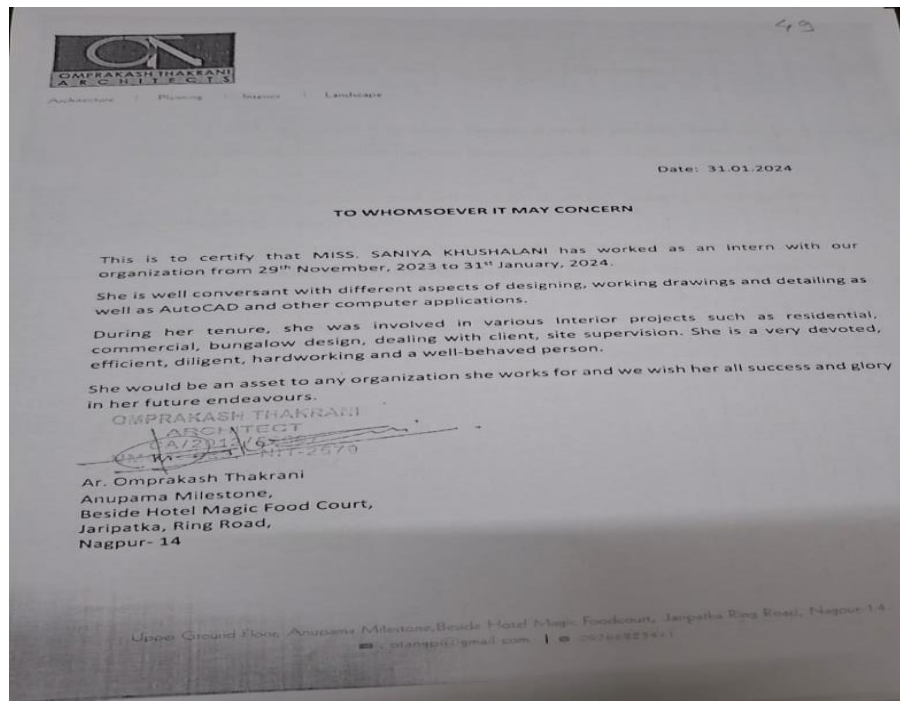 49
OMPRAKASH THAKRANI
ARCHITECTS
Architecture | Planning | Interior | Landscape
Date: 31.01.2024
TO WHOMSOEVER IT MAY CONCERN
This is to certify that MISS. SANIYA KHUSHALANI has worked as an intern with our
organization from 29th November, 2023 to 31st January, 2024.
She is well conversant with different aspects of designing, working drawings and detailing as
well as AutoCAD and other computer applications.
During her tenure, she was involved in various Interior projects such as residential,
commercial, bungalow design, dealing with client, site supervision. She is a very devoted,
efficient, diligent, hardworking and a well-behaved person.
She would be an asset to any organization she works for and we wish her all success and glory
in her future endeavours.
OMPRAKASH THAKRANI
ARCHITECT
Ar. Omprakash Thakrani
Anupama Milestone,
Beside Hotel Magic Food Court,
Jaripatka, Ring Road,
Nagpur- 14
Upper Ground Floor, Anupama Milestone,Beside Hotel Magic Foodcourt, Jaripatka Ring Road, Nagpur-14